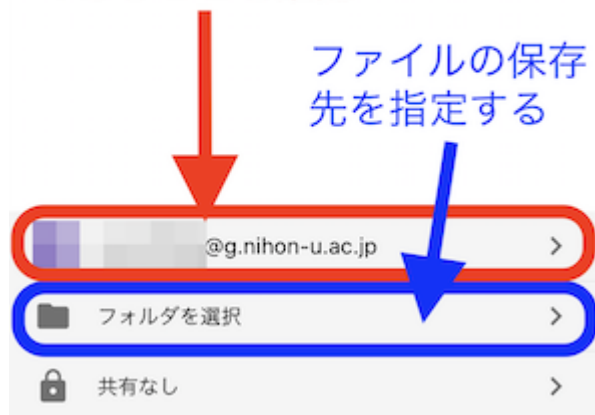 ファイルの保存
先を指定する
@g.nihon-u.ac.jp
フォルダを選択
共有なし